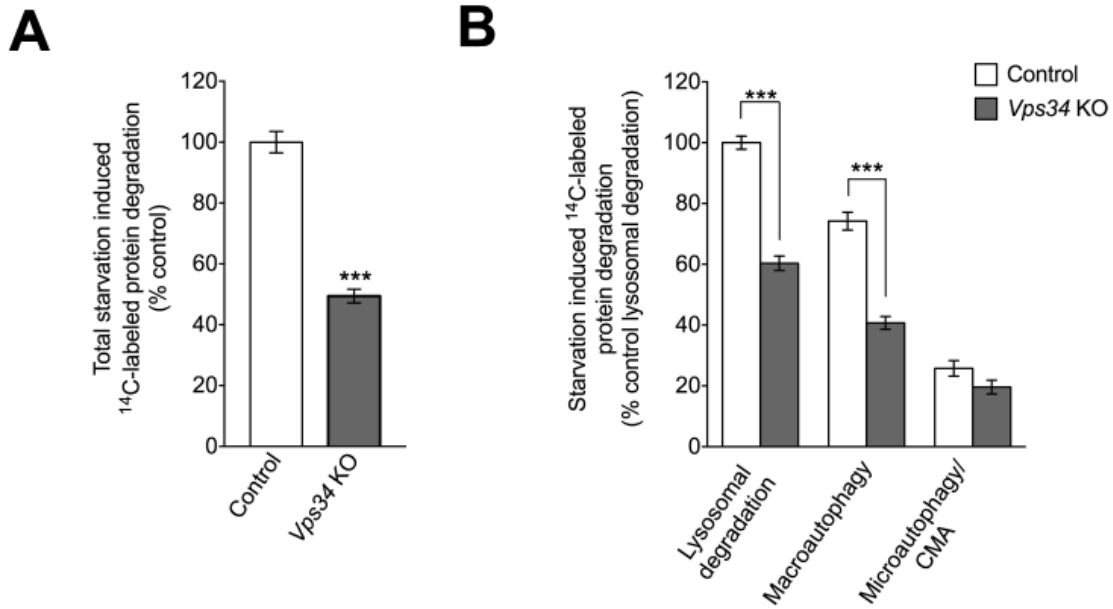 A
Total starvation induced
¹⁴C-labeled protein degradation
(% control)
120
100
80
60
40
20
0
***
Control
Vps34 KO
B
Starvation induced ¹⁴C-labeled
protein degradation
(% control lysosomal degradation)
120
100
80
60
40
20
0
***
***
Lysosomal
degradation
Macroautophagy
Microautophagy/
CMA
Control
Vps34 KO